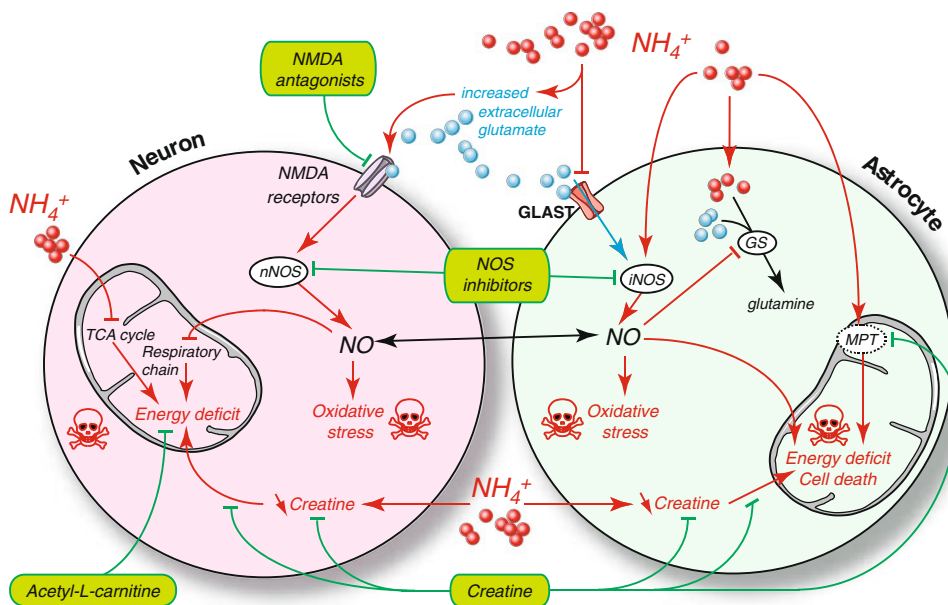 NH4+
NMDA
antagonists
increased
extracellular
glutamate
Neuron
NMDA
receptors
GLAST
Astrocyte
NH4+
GS
nNOS
NOS
inhibitors
iNOS
glutamine
TCA cycle
Respiratory
chain
NO
NO
MPT
Energy deficit
Oxidative
stress
Oxidative
stress
Energy deficit
Cell death
Creatine
NH4+
Creatine
Acetyl-L-carnitine
Creatine